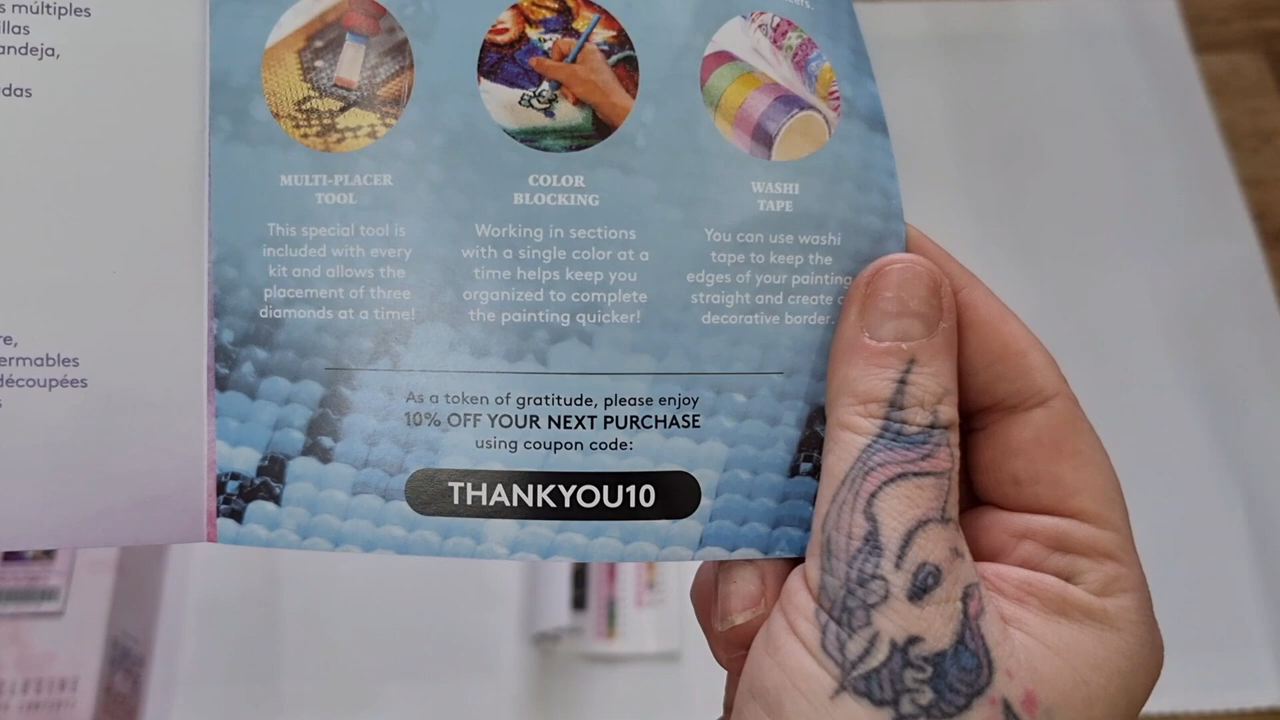 s múltiples
illas
andeja,
rdas
re,
permables
découpées
MULTI-PLACER
TOOL
This special tool is
included with every
kit and allows the
placement of three
diamonds at a time!
COLOR
BLOCKING
Working in sections
with a single color at a
time helps keep you
organized to complete
the painting quicker!
WASHI
TAPE
You can use washi
tape to keep the
edges of your painting
straight and create
decorative border.
As a token of gratitude, please enjoy
10% OFF YOUR NEXT PURCHASE
using coupon code:
THANKYOU10